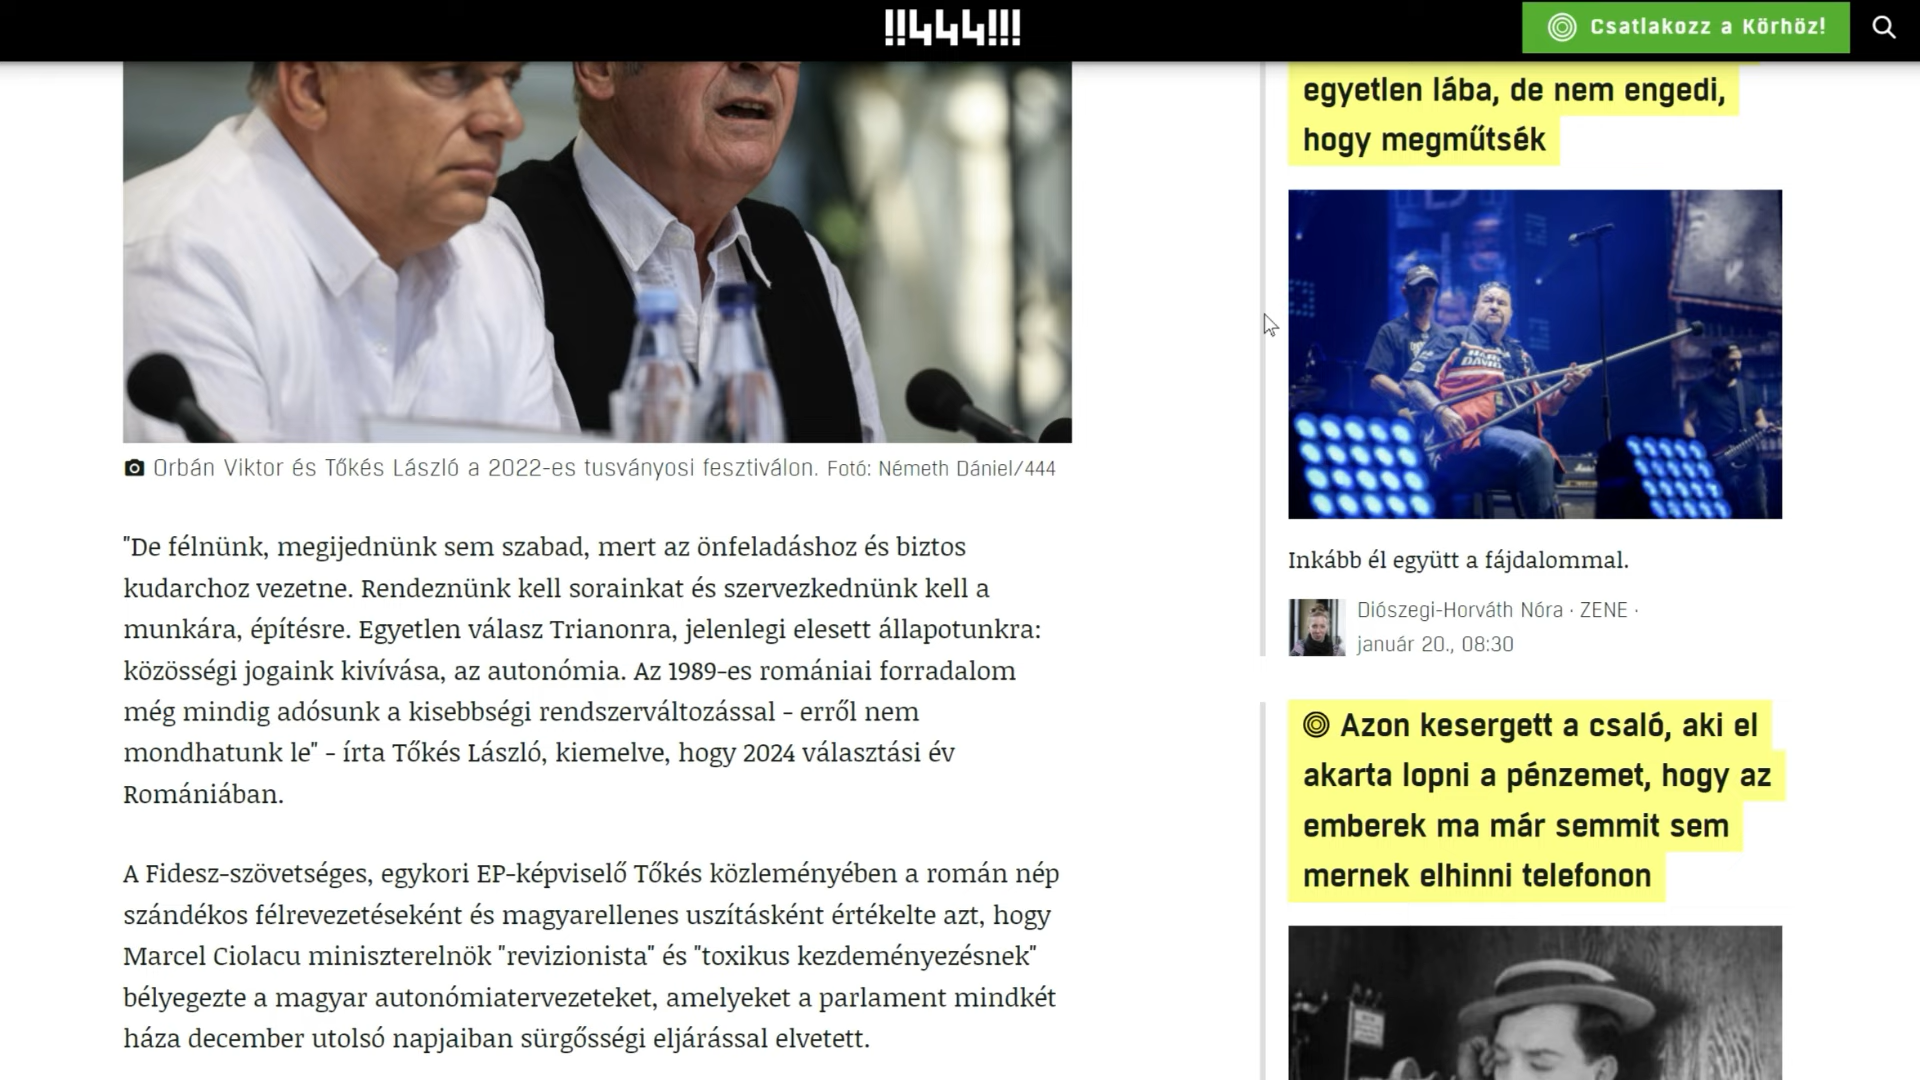 !!444!!!
Csatlakozz a Körhöz!
Orbán Viktor és Tőkés László a 2022-es tusványosi fesztiválon. Fotó: Németh Dániel/444
"De félnünk, megijednünk sem szabad, mert az önfeladáshoz és biztos
kudarchoz vezetne. Rendeznünk kell sorainkat és szervezkednünk kell a
munkára, építésre. Egyetlen válasz Trianonra, jelenlegi elesett állapotunkra:
közösségi jogaink kivívása, az autonómia. Az 1989-es romániai forradalom
még mindig adósunk a kisebbségi rendszerváltozással - erről nem
mondhatunk le" - írta Tőkés László, kiemelve, hogy 2024 választási év
Romániában.
A Fidesz-szövetséges, egykori EP-képviselő Tőkés közleményében a román nép
szándékos félrevezetéseként és magyarellenes uszításként értékelte azt, hogy
Marcel Ciolacu miniszterelnök "revizionista" és "toxikus kezdeményezésnek"
bélyegezte a magyar autonómiatervezeteket, amelyeket a parlament mindkét
háza december utolsó napjaiban sürgősségi eljárással elvetett.
egyetlen lába, de nem engedi,
hogy megműtsék
Inkább él együtt a fájdalommal.
Diószegi-Horváth Nóra · ZENE ·
január 20., 08:30
Azon kesergett a csaló, aki el
akarta lopni a pénzemet, hogy az
emberek ma már semmit sem
mernek elhinni telefonon